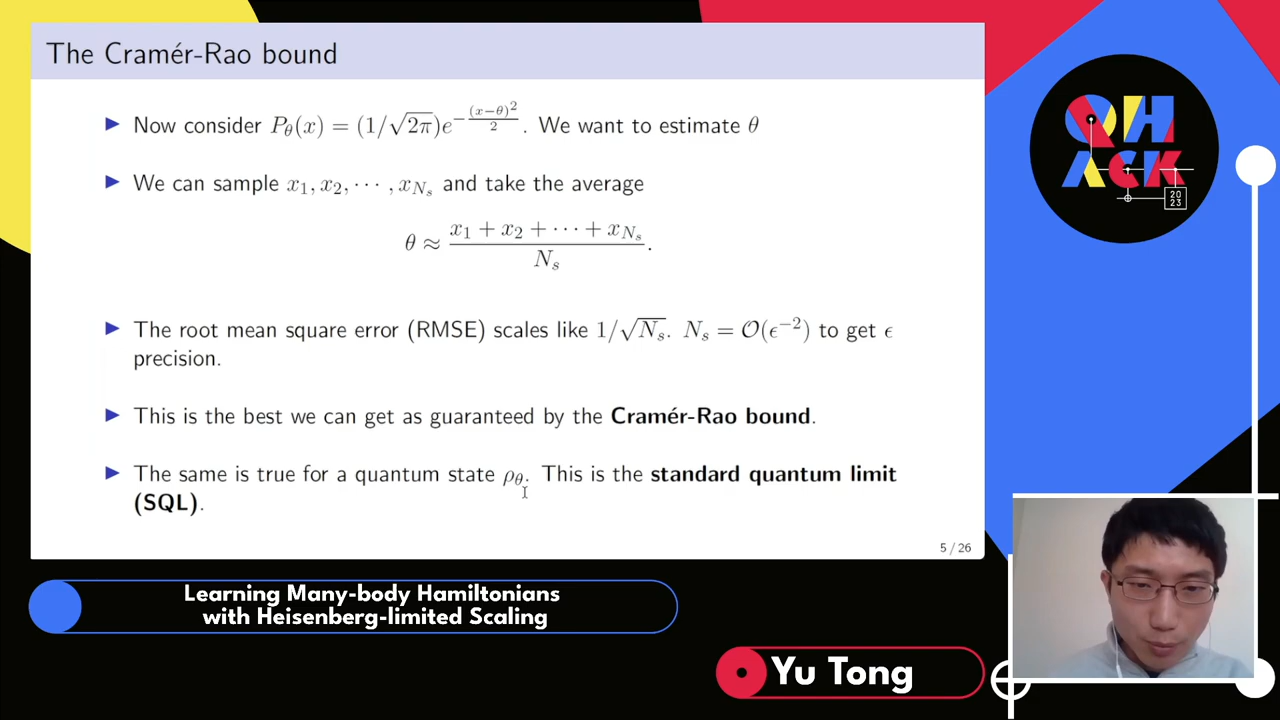 The Cramér-Rao bound
▶ Now consider P_θ(x) = (1/√2π)e^{-(x-θ)^2/2}. We want to estimate θ
▶ We can sample x_1, x_2, ⋯ , x_{N_s} and take the average
θ ≈ (x_1 + x_2 + ⋯ + x_{N_s})/N_s.
▶ The root mean square error (RMSE) scales like 1/√N_s. N_s = O(ϵ^{-2}) to get ϵ
precision.
▶ This is the best we can get as guaranteed by the Cramér-Rao bound.
▶ The same is true for a quantum state ρ_θ. This is the standard quantum limit
(SQL).
5 / 26
QH
ACK
20
23
Learning Many-body Hamiltonians
with Heisenberg-limited Scaling
Yu Tong